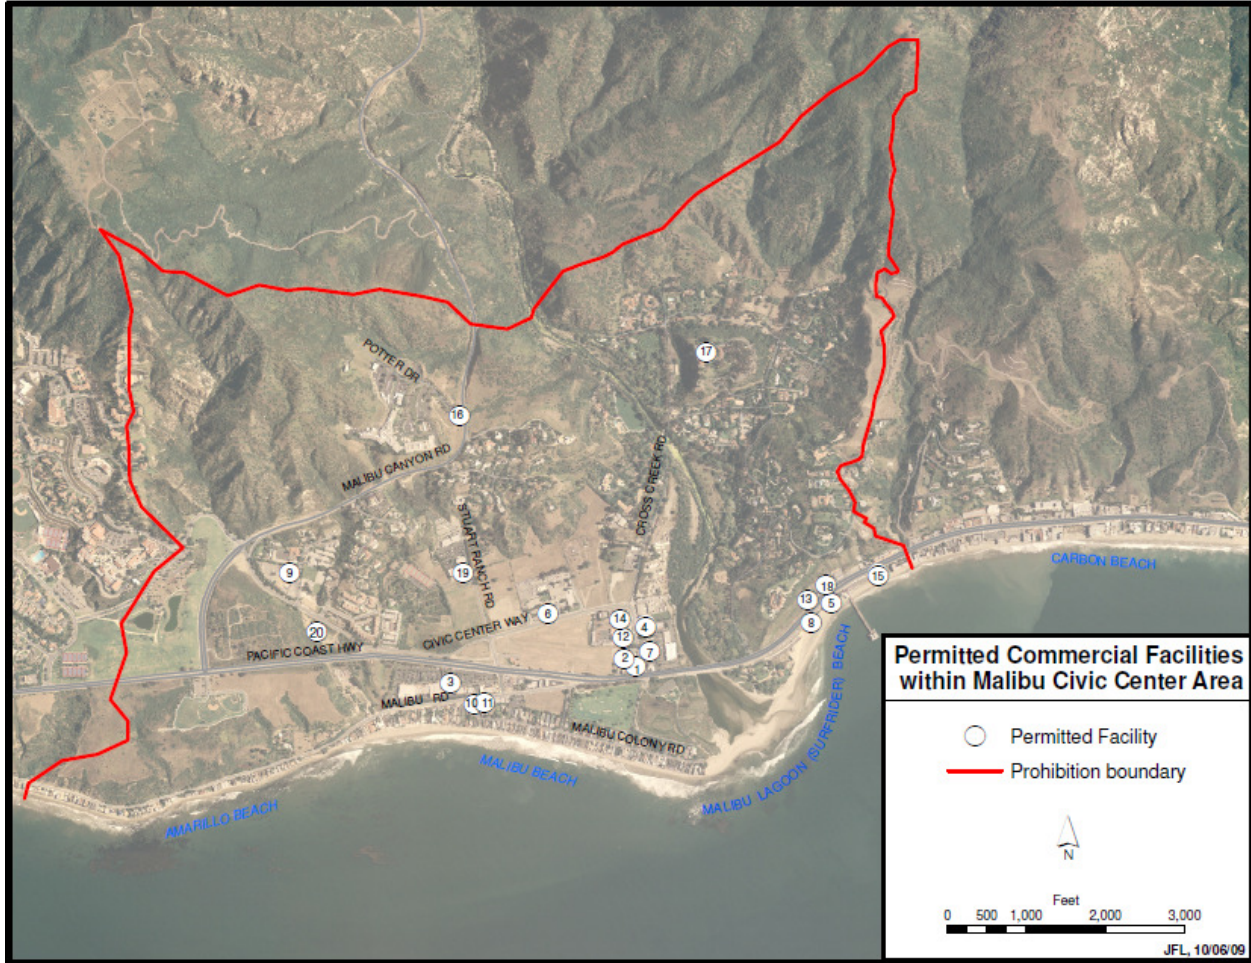 POTTER DR
17
16
MALIBU CANYON RD
CROSS CREEK RD
STUART RANCH RD
CARBON BEACH
9
19
15
18
13
5
6
14
8
CIVIC CENTER WAY
4
20
12
PACIFIC COAST HWY
7
2
1
3
MALIBU RD
10
11
MALIBU COLONY RD
MALIBU BEACH
MALIBU LAGOON (SURFRIDER) BEACH
AMARILLO BEACH
Permitted Commercial Facilities
within Malibu Civic Center Area
Permitted Facility
Prohibition boundary
N
Feet
0 500 1,000 2,000 3,000
JFL, 10/06/09